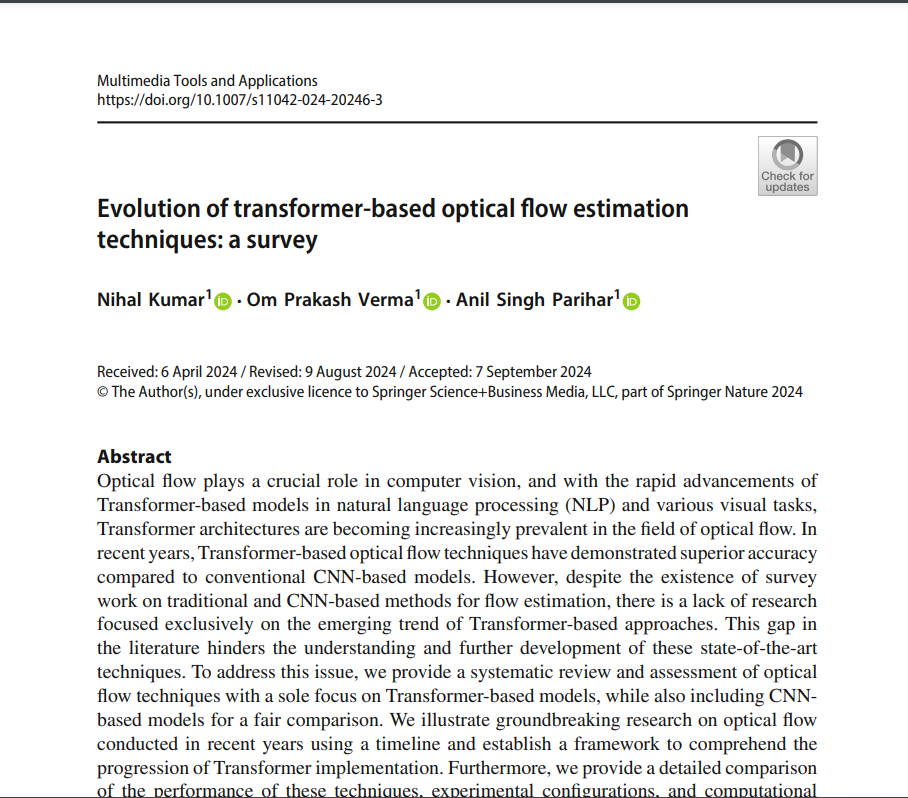 Multimedia Tools and Applications
https://doi.org/10.1007/s11042-024-20246-3
Check for
updates
Evolution of transformer-based optical flow estimation
techniques: a survey
Nihal Kumar1 iD · Om Prakash Verma1 iD · Anil Singh Parihar1 iD
Received: 6 April 2024 / Revised: 9 August 2024 / Accepted: 7 September 2024
© The Author(s), under exclusive licence to Springer Science+Business Media, LLC, part of Springer Nature 2024
Abstract
Optical flow plays a crucial role in computer vision, and with the rapid advancements of
Transformer-based models in natural language processing (NLP) and various visual tasks,
Transformer architectures are becoming increasingly prevalent in the field of optical flow. In
recent years, Transformer-based optical flow techniques have demonstrated superior accuracy
compared to conventional CNN-based models. However, despite the existence of survey
work on traditional and CNN-based methods for flow estimation, there is a lack of research
focused exclusively on the emerging trend of Transformer-based approaches. This gap in
the literature hinders the understanding and further development of these state-of-the-art
techniques. To address this issue, we provide a systematic review and assessment of optical
flow techniques with a sole focus on Transformer-based models, while also including CNN-
based models for a fair comparison. We illustrate groundbreaking research on optical flow
conducted in recent years using a timeline and establish a framework to comprehend the
progression of Transformer implementation. Furthermore, we provide a detailed comparison
of the performance of these techniques, experimental configurations, and computational